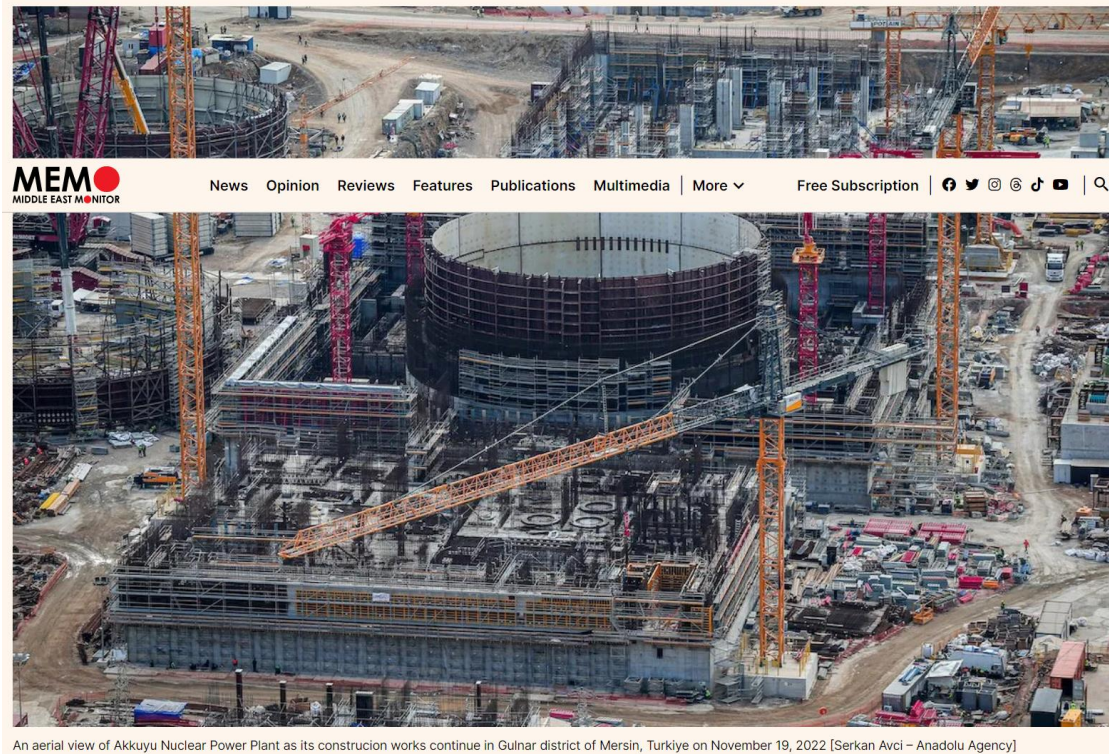 POTAIN
MEMO
MIDDLE EAST MONITOR
News Opinion Reviews Features Publications Multimedia More Free Subscription
An aerial view of Akkuyu Nuclear Power Plant as its construcion works continue in Gulnar district of Mersin, Turkiye on November 19, 2022 [Serkan Avci – Anadolu Agency]